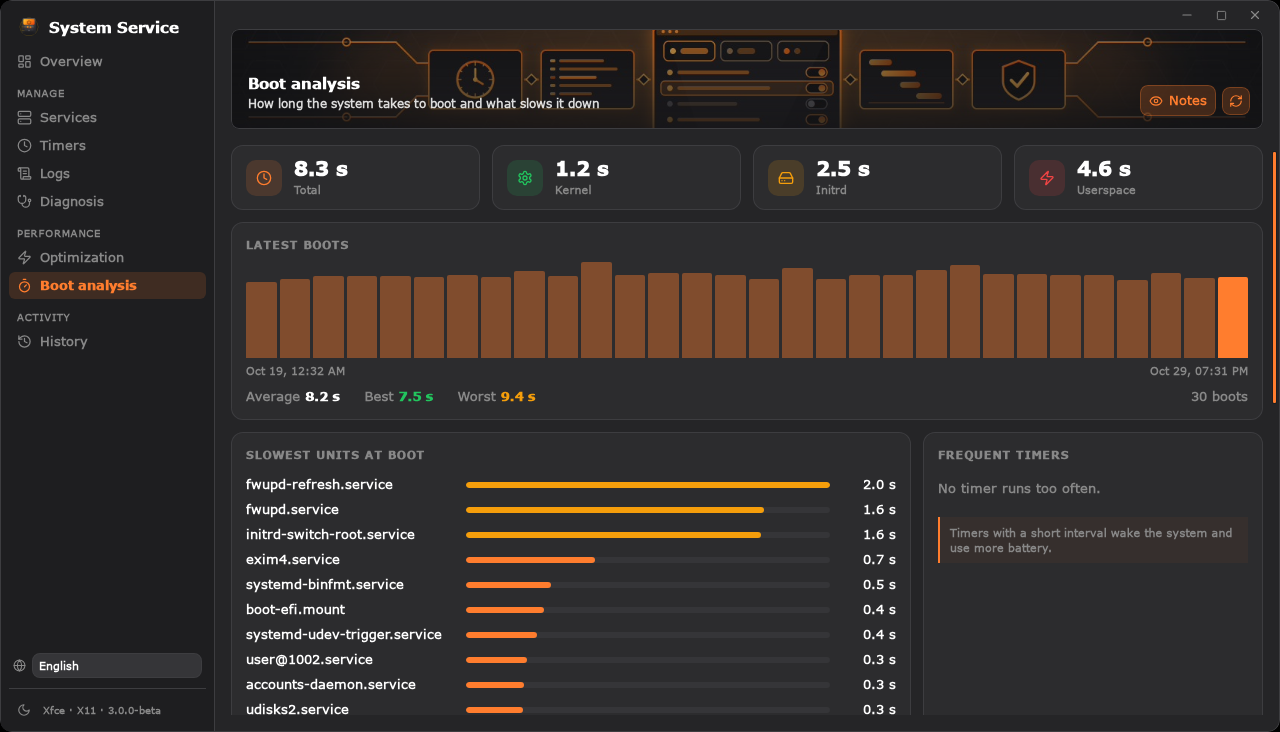 System Service
Overview
MANAGE
Services
Timers
Logs
Diagnosis
PERFORMANCE
Optimization
Boot analysis
ACTIVITY
History
English
Xfce · X11 · 3.0.0-beta
Boot analysis
How long the system takes to boot and what slows it down
Notes
8.3 s
Total
1.2 s
Kernel
2.5 s
Initrd
4.6 s
Userspace
LATEST BOOTS
Oct 19, 12:32 AM
Oct 29, 07:31 PM
Average 8.2 s Best 7.5 s Worst 9.4 s
30 boots
SLOWEST UNITS AT BOOT
fwupd-refresh.service 2.0 s
fwupd.service 1.6 s
initrd-switch-root.service 1.6 s
exim4.service 0.7 s
systemd-binfmt.service 0.5 s
boot-efi.mount 0.4 s
systemd-udev-trigger.service 0.4 s
user@1002.service 0.3 s
accounts-daemon.service 0.3 s
udisks2.service 0.3 s
FREQUENT TIMERS
No timer runs too often.
Timers with a short interval wake the system and
use more battery.